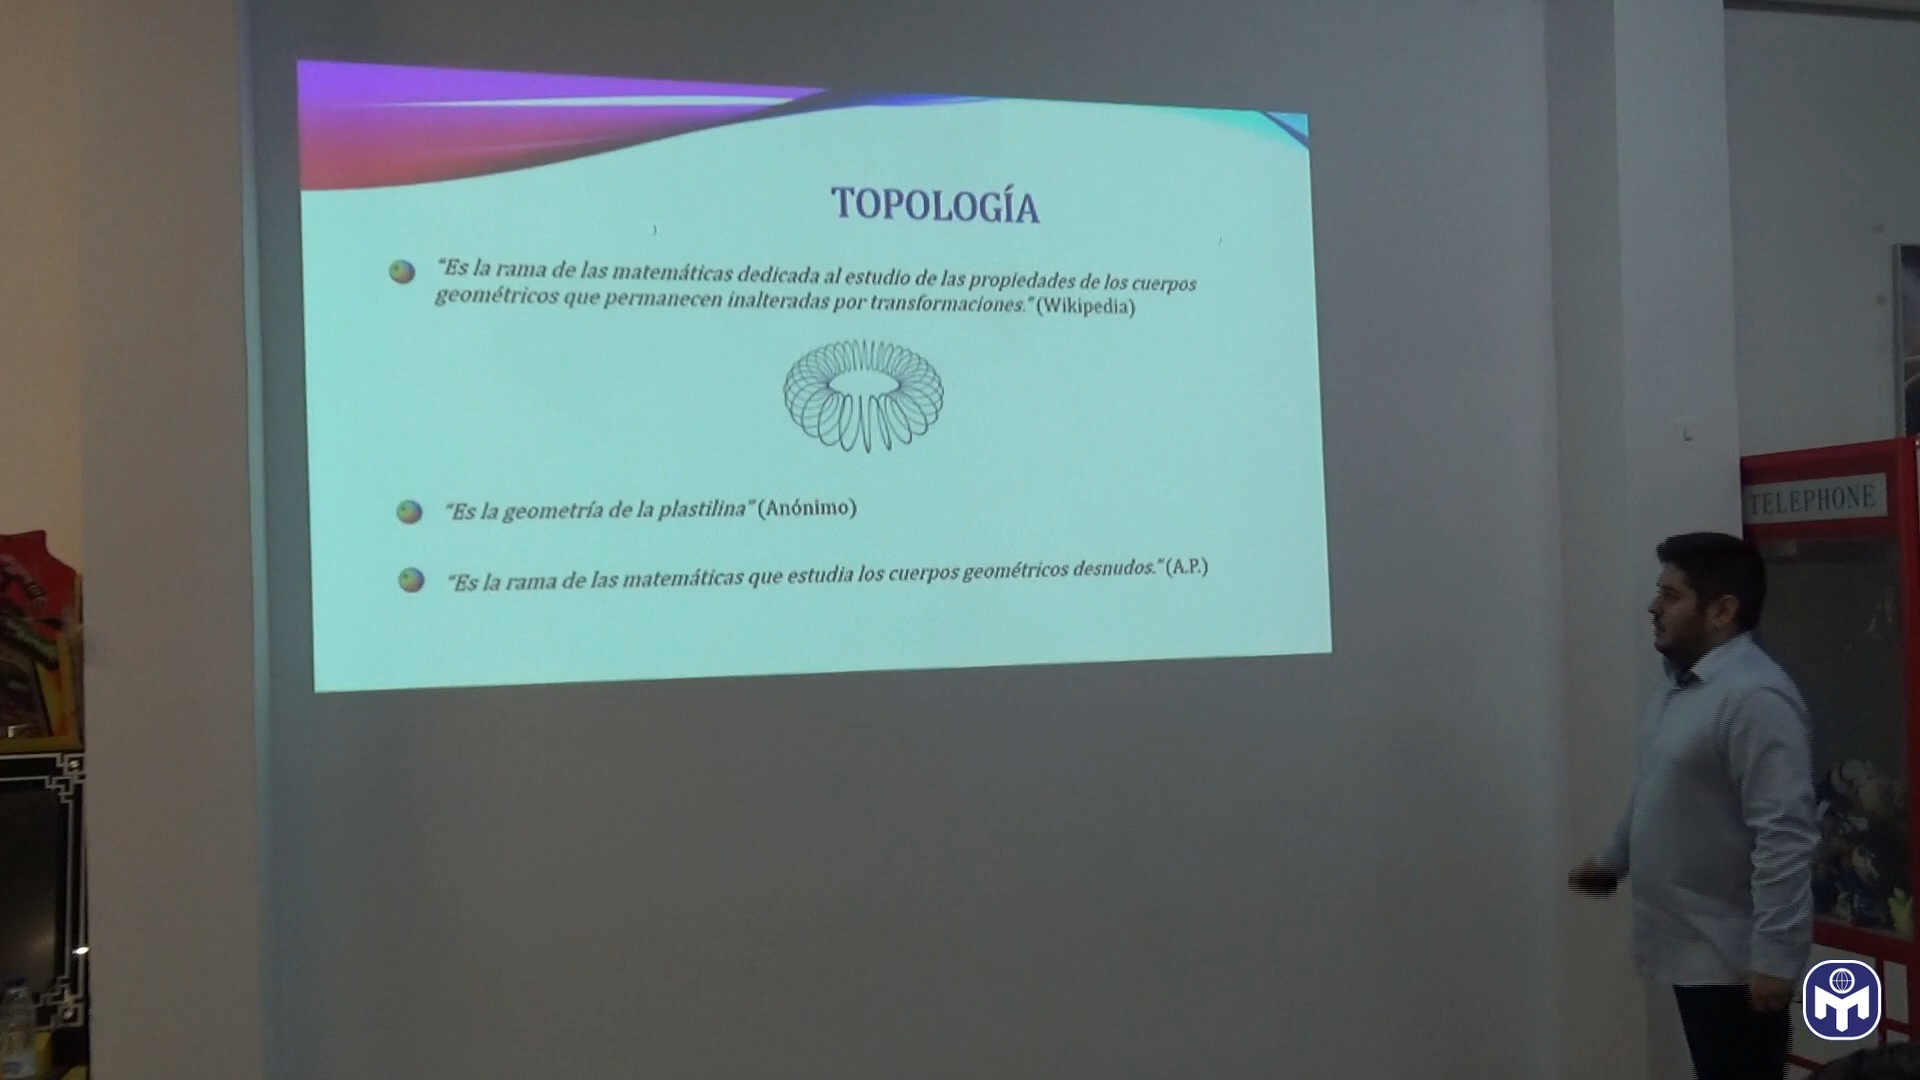 TOPOLOGÍA
“Es la rama de las matemáticas dedicada al estudio de las propiedades de los cuerpos
geométricos que permanecen inalteradas por transformaciones.” (Wikipedia)
“Es la geometría de la plastilina” (Anónimo)
“Es la rama de las matemáticas que estudia los cuerpos geométricos desnudos.” (A.P.)
TELEPHONE